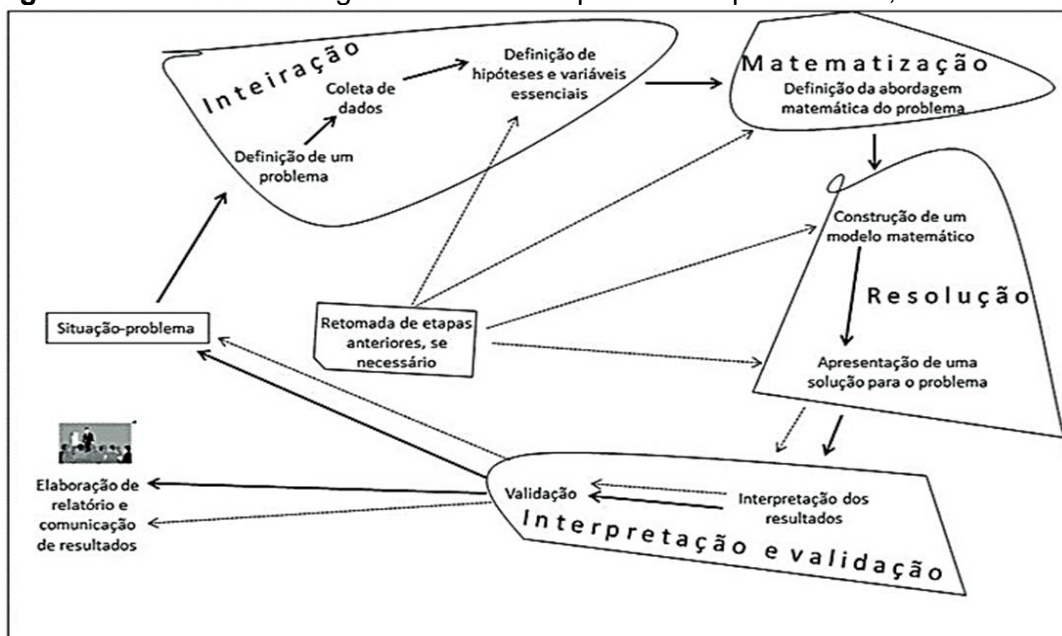 Inteiração
Definição de
hipóteses e variáveis
essenciais
Coleta de
dados
Definição de um
problema
Matematização
Definição da abordagem
matemática do problema
Construção de um
modelo matemático
Resolução
Apresentação de uma
solução para o problema
Situação-problema
Retomada de etapas
anteriores, se
necessário
Elaboração de
relatório e
comunicação
de resultados
Validação
Interpretação dos
resultados
Interpretação e validação